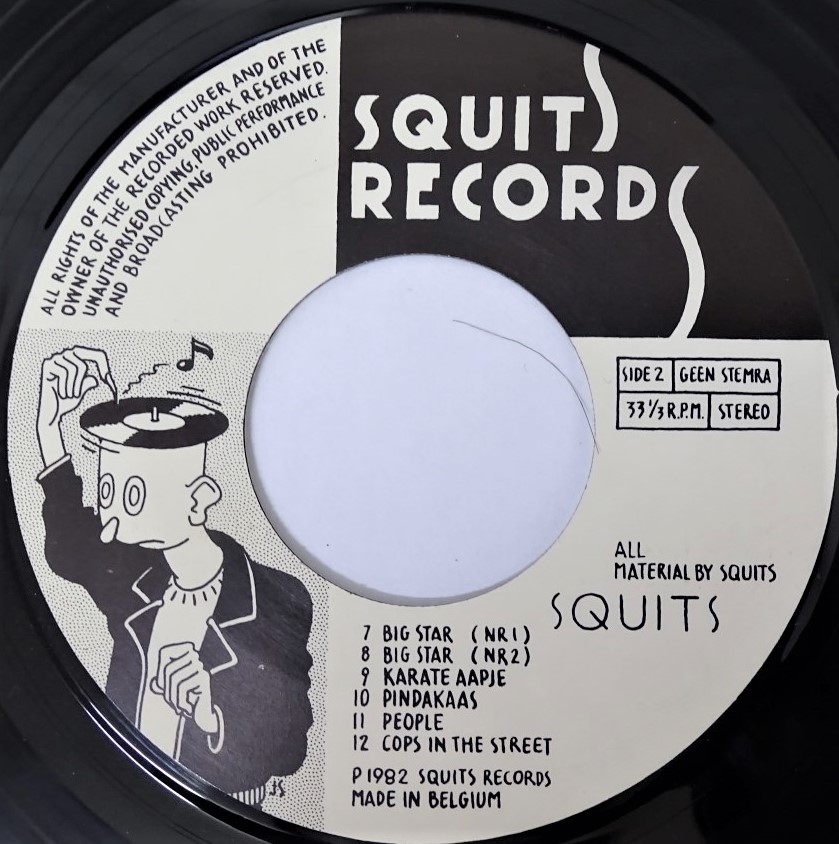 ALL RIGHTS OF THE MANUFACTURER AND OF THE
OWNER OF THE RECORDED WORK RESERVED.
UNAUTHORISED COPYING, PUBLIC PERFORMANCE
AND BROADCASTING PROHIBITED.
SQUITS
RECORDS
SIDE 2 GEEN STEMRA
33 1/3 R.P.M. STEREO
ALL
MATERIAL BY SQUITS
SQUITS
7 BIG STAR (NR1)
8 BIG STAR (NR2)
9 KARATE AAPJE
10 PINDAKAAS
11 PEOPLE
12 COPS IN THE STREET
P 1982 SQUITS RECORDS
MADE IN BELGIUM